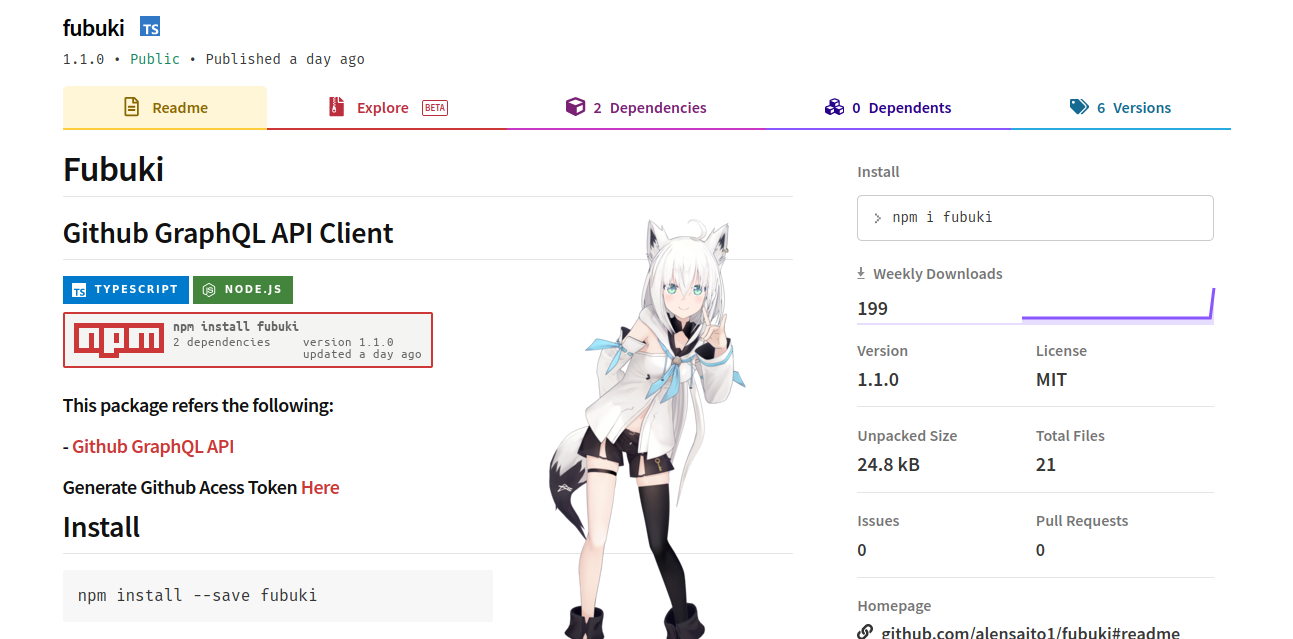 fubuki TS
1.1.0 • Public • Published a day ago
Readme
Explore BETA
2 Dependencies
0 Dependents
6 Versions
Fubuki
Github GraphQL API Client
TS TYPESCRIPT
JS NODE.JS
npm
npm install fubuki
2 dependencies version 1.1.0
updated a day ago
This package refers the following:
- Github GraphQL API
Generate Github Acess Token Here
Install
npm install --save fubuki
Install
> npm i fubuki
Weekly Downloads
199
Version License
1.1.0 MIT
Unpacked Size Total Files
24.8 kB 21
Issues Pull Requests
0 0
Homepage
github.com/alensaito1/fubuki#readme